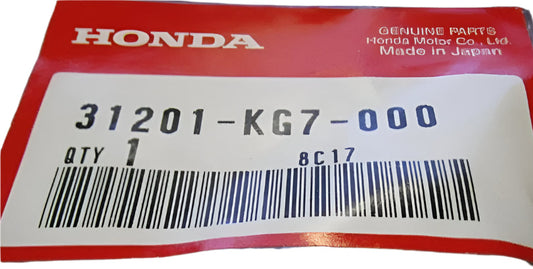 HONDA
GENUINE PARTS
Honda Motor Co., Ltd.
Made in Japan
31201-KG7-000
QTY 1 8C17